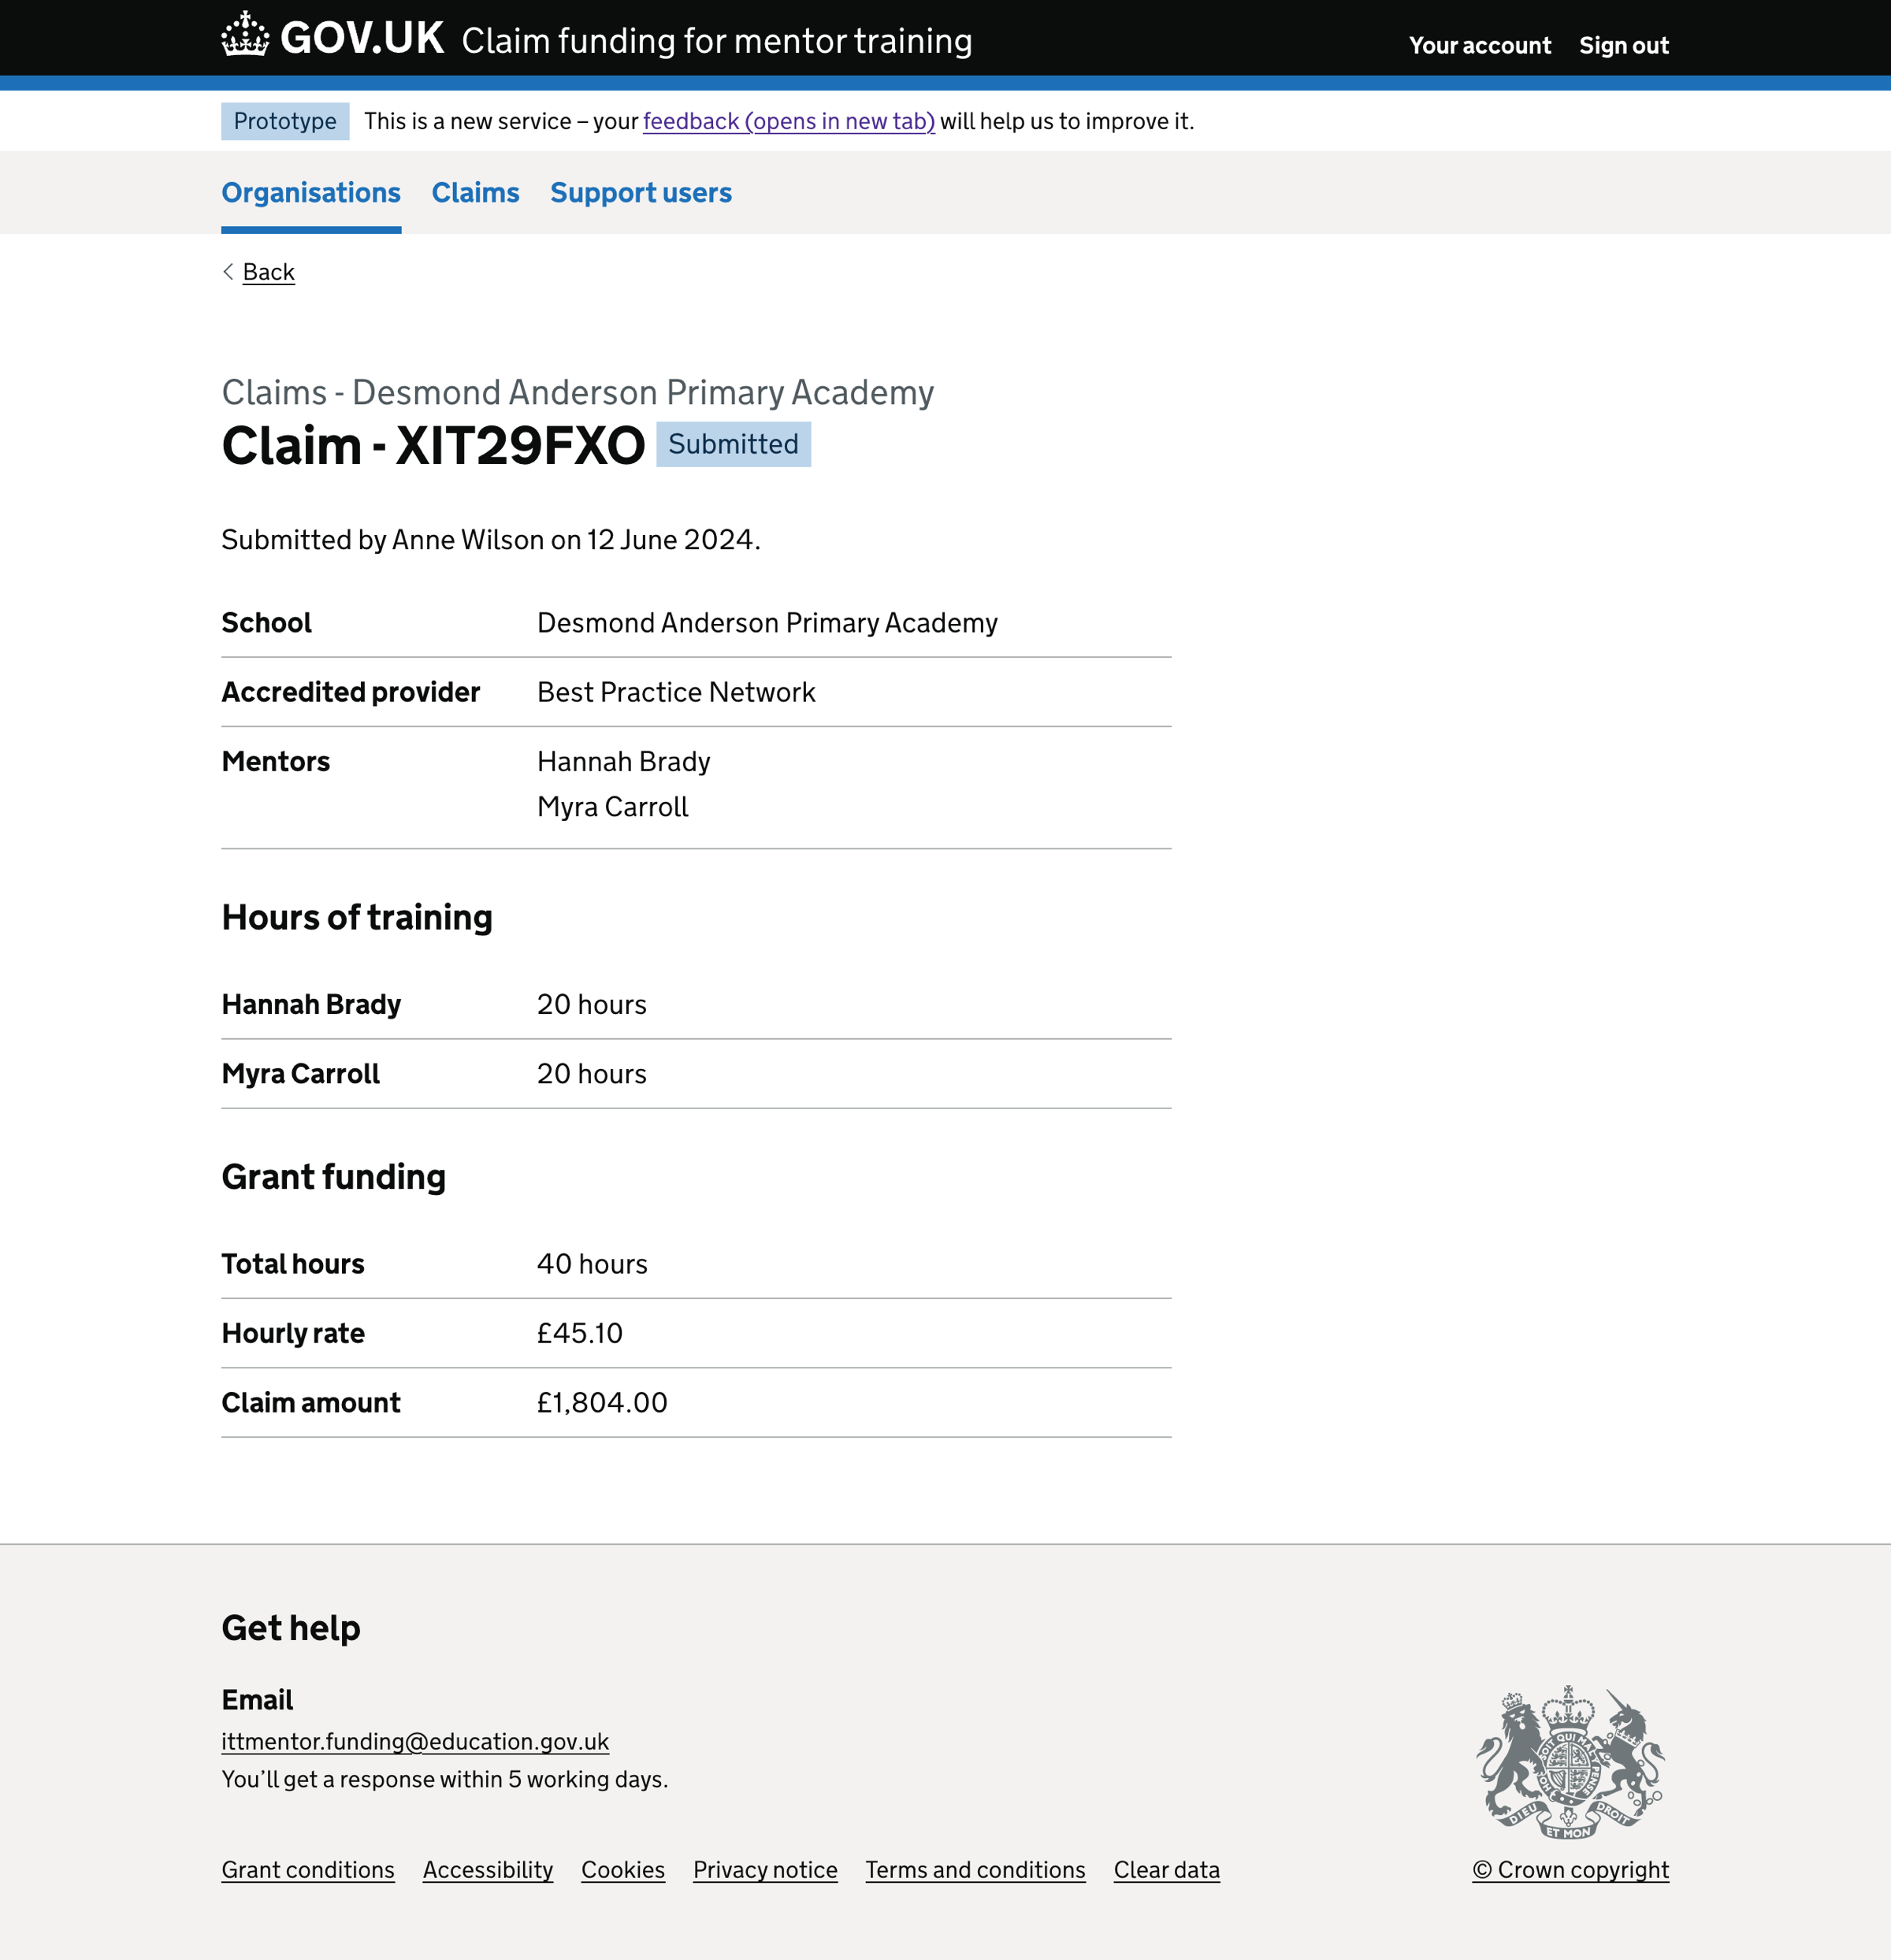 GOV.UK Claim funding for mentor training Your account Sign out
Prototype This is a new service – your feedback (opens in new tab) will help us to improve it.
Organisations Claims Support users
Back
Claims - Desmond Anderson Primary Academy
Claim - XIT29FXO Submitted
Submitted by Anne Wilson on 12 June 2024.
School Desmond Anderson Primary Academy
Accredited provider Best Practice Network
Mentors Hannah Brady
Myra Carroll
Hours of training
Hannah Brady 20 hours
Myra Carroll 20 hours
Grant funding
Total hours 40 hours
Hourly rate £45.10
Claim amount £1,804.00
Get help
Email
ittmentor.funding@education.gov.uk
You’ll get a response within 5 working days.
DIEU ET MON DROIT
Grant conditions Accessibility Cookies Privacy notice Terms and conditions Clear data © Crown copyright